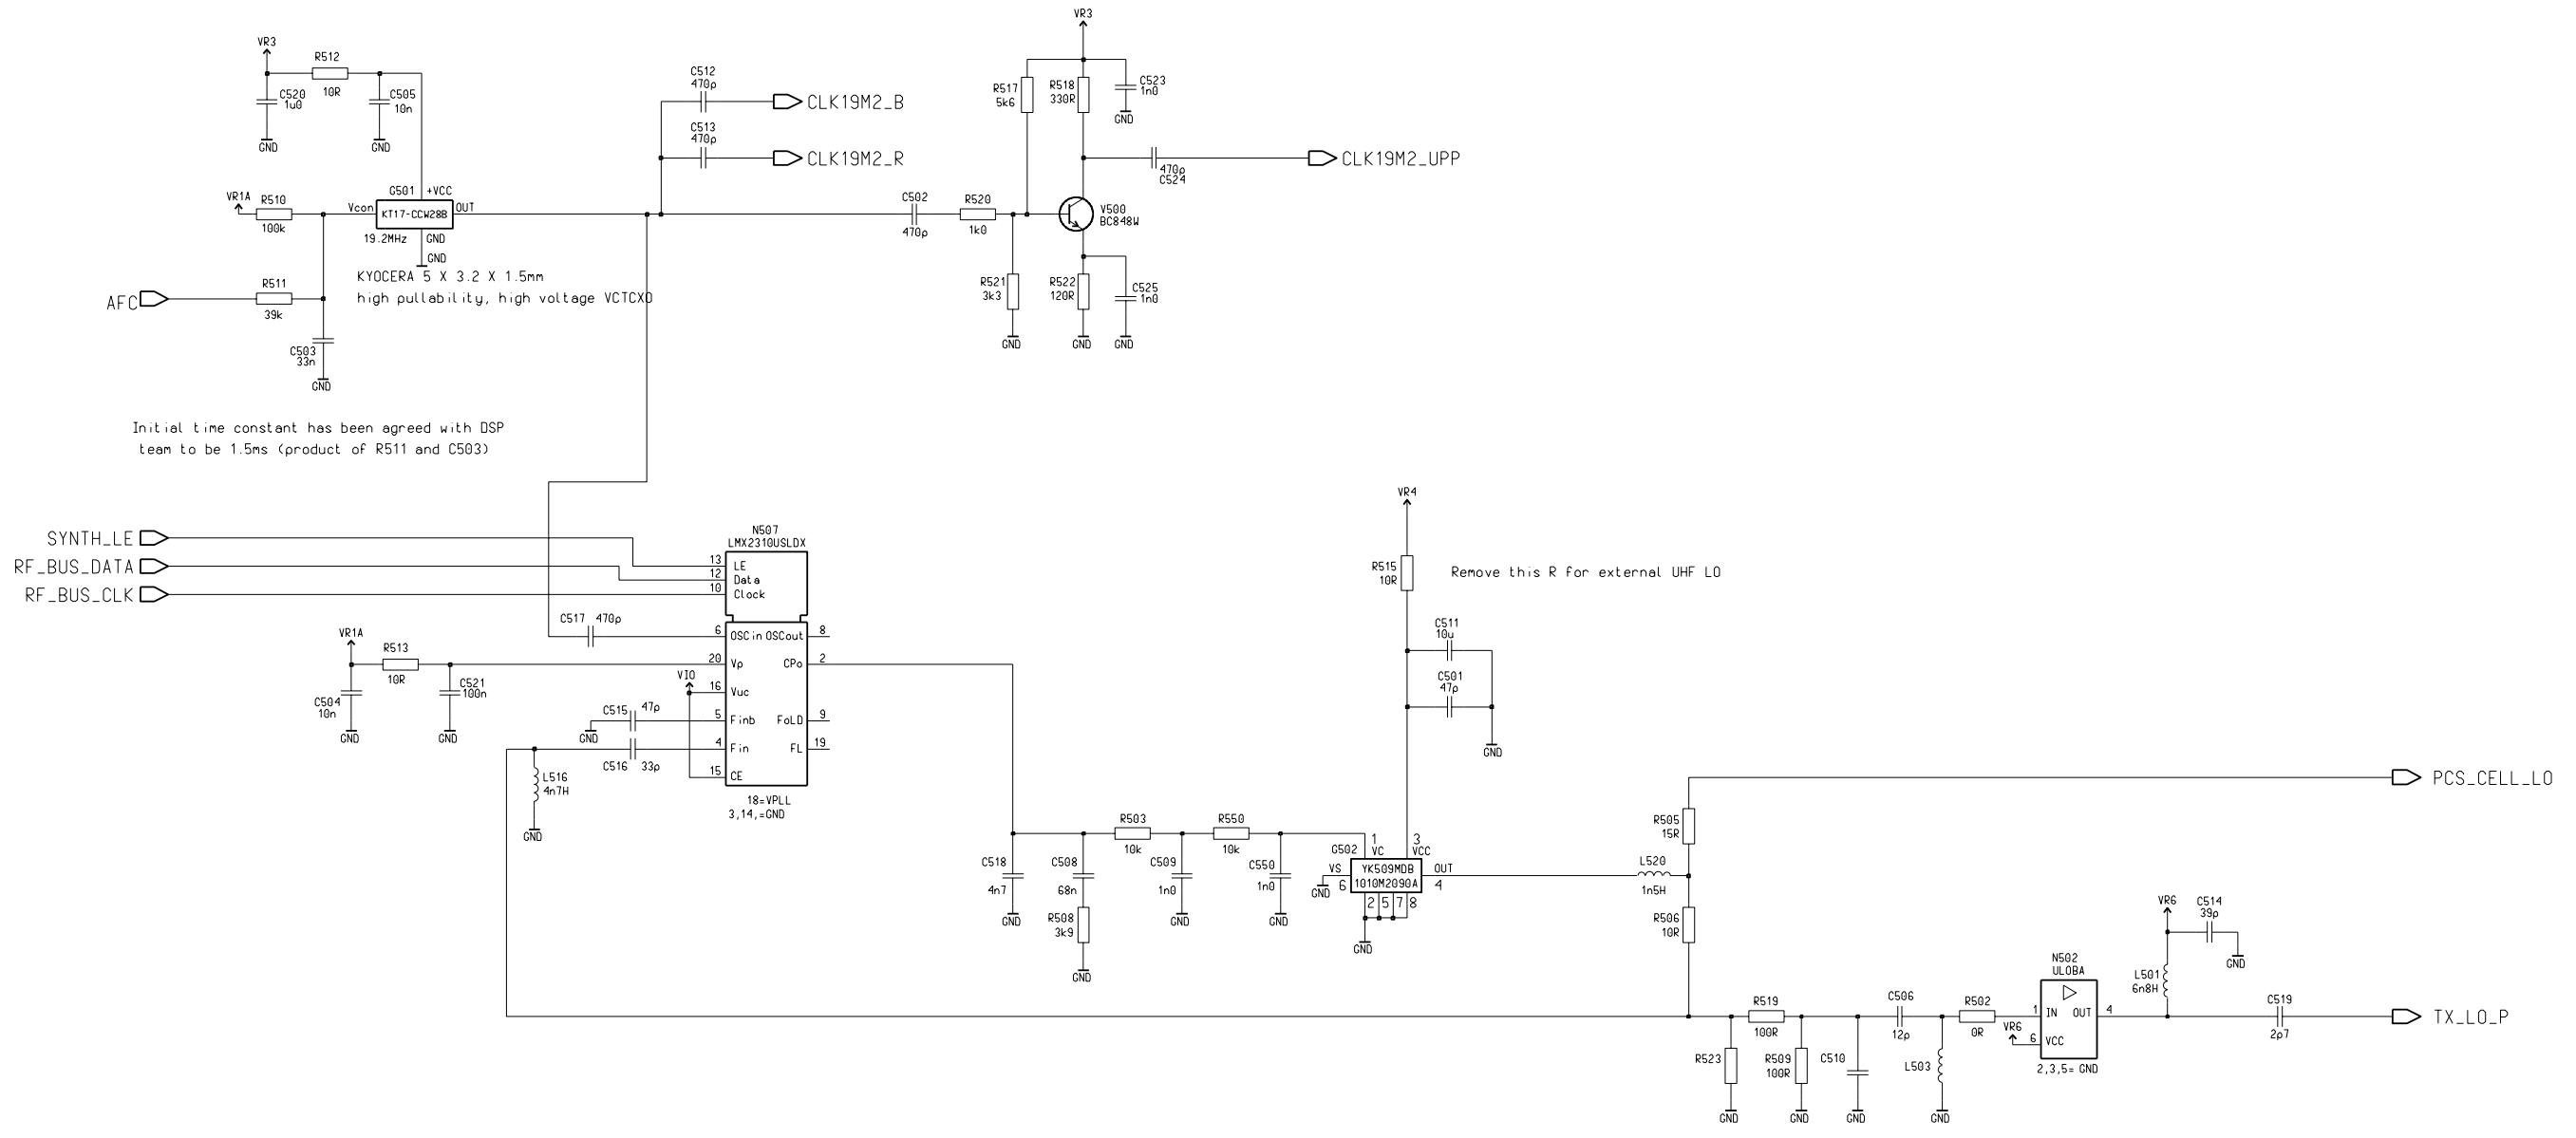 VR3
R512
10R
C520
1u0
C505
10n
GND
GND
VR1A
R510
100k
Vcon
G501
+VCC
KT17-CCW28B
OUT
19.2MHz
GND
GND
KYOCERA 5 X 3.2 X 1.5mm
high pullability, high voltage VCTCXO
AFC
R511
39k
C503
33n
GND
Initial time constant has been agreed with DSP
team to be 1.5ms (product of R511 and C503)
C512
470p
CLK19M2_B
C513
470p
CLK19M2_R
C502
470p
R520
1k0
VR3
R517
5k6
R518
330R
C523
1n0
GND
470p
C524
CLK19M2_UPP
V500
BC848W
R521
3k3
R522
120R
C525
1n0
GND
GND
GND
SYNTH_LE
RF_BUS_DATA
RF_BUS_CLK
N507
LMX2310USLDX
13
LE
12
Data
10
Clock
C517
470p
6
OSCin
OSCout
8
VR1A
R513
10R
C504
10n
GND
C521
100n
GND
20
Vp
CPo
2
VIO
16
Vuc
C515
47p
GND
5
Finb
FoLD
9
4
Fin
FL
19
C516
33p
15
CE
L516
4n7H
GND
18=VPLL
3,14,=GND
VR4
R515
10R
Remove this R for external UHF LO
C511
10u
C501
47p
GND
C518
4n7
GND
C508
68n
R508
3k9
GND
R503
10k
C509
1n0
GND
R550
10k
C550
1n0
GND
1
VC
3
VCC
G502
YK509MDB
1010M2090A
VS
6
GND
OUT
4
2
5
7
8
GND
L520
1n5H
R505
15R
R506
10R
PCS_CELL_LO
R519
100R
R523
GND
R509
100R
GND
C510
GND
C506
12p
L503
GND
R502
0R
N502
ULOBA
1
IN
OUT
4
VR6
6
VCC
2,3,5= GND
VR6
C514
39p
GND
L501
6n8H
C519
2p7
TX_LO_P